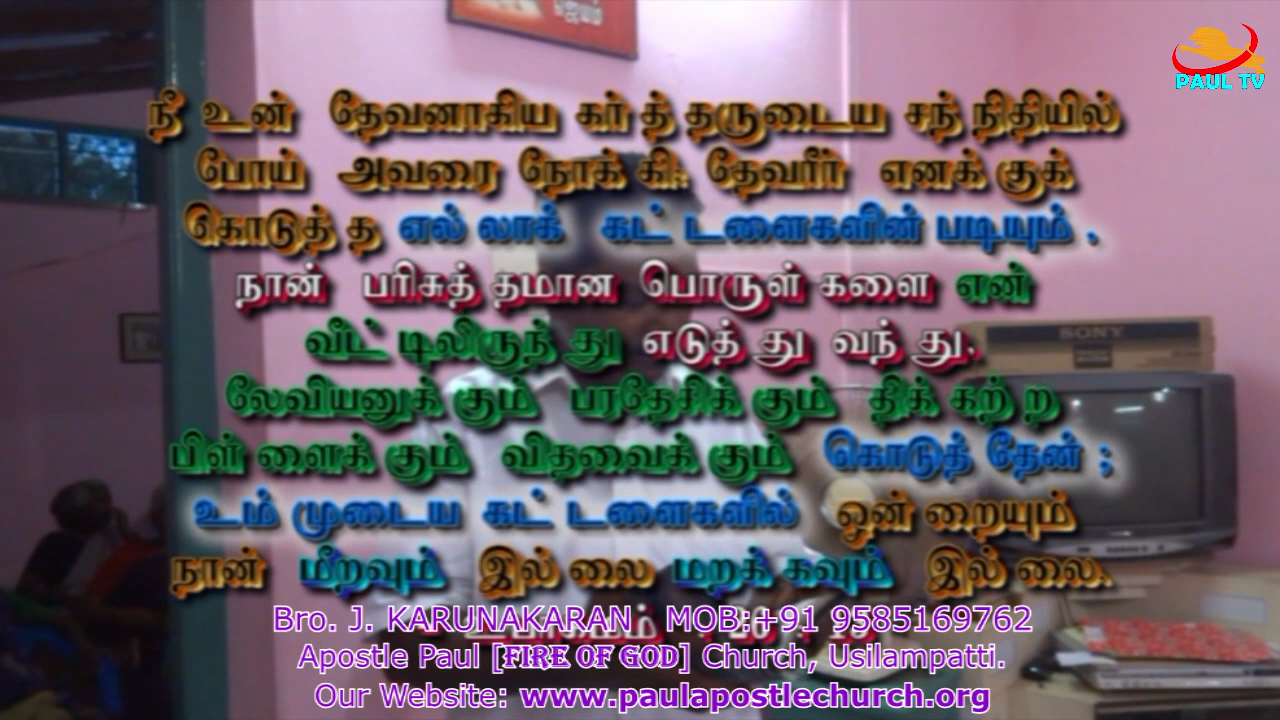 ஜெயம்
PAUL TV
நீ உன் தேவனாகிய கர்த்தருடைய சந்நிதியில்
போய் அவரை நோக்கி: தேவரீர் எனக்குக்
கொடுத்த எல்லாக் கட்டளைகளின்படியும்,
நான் பரிசுத்தமான பொருள்களை என்
வீட்டிலிருந்து எடுத்து வந்து,
SONY
லேவியனுக்கும் பரதேசிக்கும் திக்கற்ற
பிள்ளைக்கும் விதவைக்கும் கொடுத்தேன்;
உம்முடைய கட்டளைகளில் ஒன்றையும்
நான் மீறவும் இல்லை மறக்கவும் இல்லை.
Bro. J. KARUNAKARAN MOB:+91 9585169762
Apostle Paul [FIRE OF GOD] Church, Usilampatti.
Our Website: www.paulapostlechurch.org